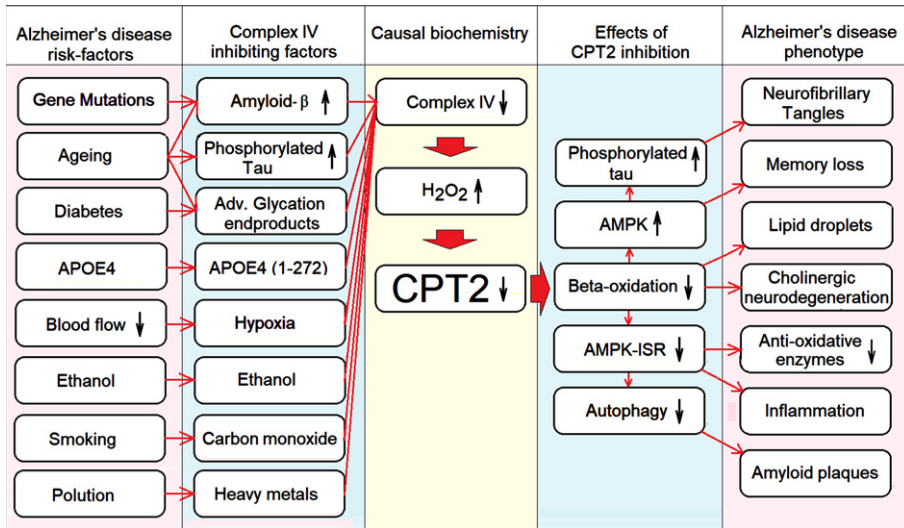 Alzheimer's disease
risk-factors
Complex IV
inhibiting factors
Causal biochemistry
Effects of
CPT2 inhibition
Alzheimer's disease
phenotype
Gene Mutations
Ageing
Diabetes
APOE4
Blood flow
Ethanol
Smoking
Polution
Amyloid-β
Phosphorylated
Tau
Adv. Glycation
endproducts
APOE4 (1-272)
Hypoxia
Ethanol
Carbon monoxide
Heavy metals
Complex IV
H₂O₂
CPT2
Phosphorylated
tau
AMPK
Beta-oxidation
AMPK-ISR
Autophagy
Neurofibrillary
Tangles
Memory loss
Lipid droplets
Cholinergic
neurodegeneration
Anti-oxidative
enzymes
Inflammation
Amyloid plaques